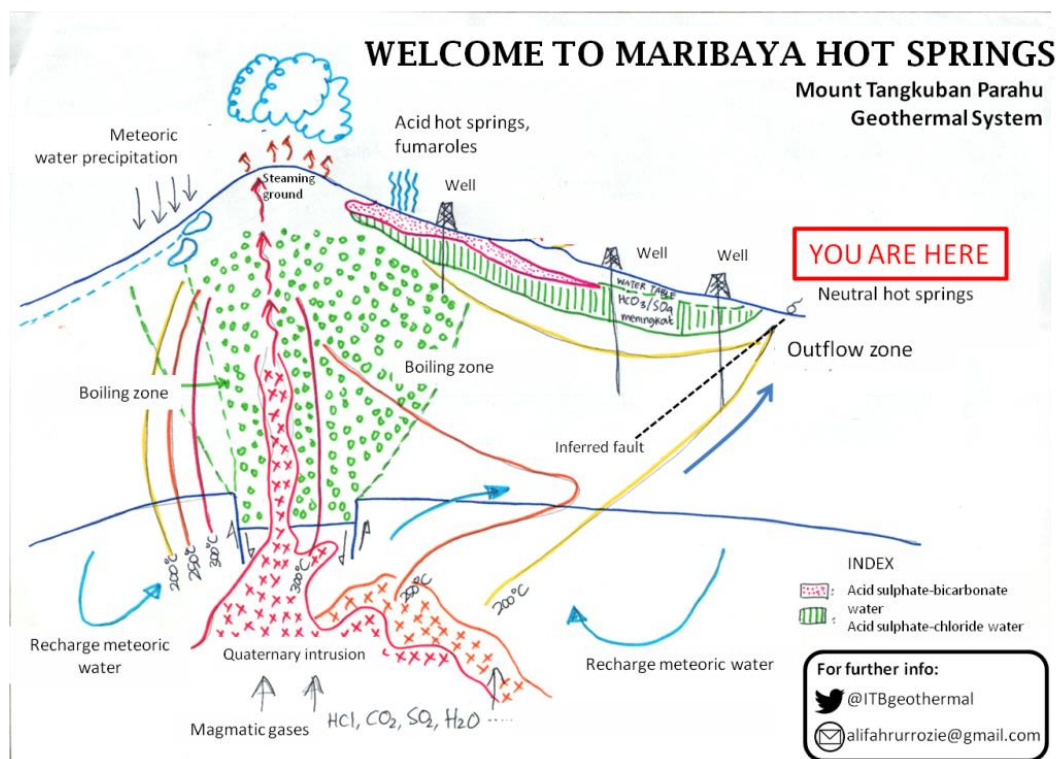 WELCOME TO MARIBAYA HOT SPRINGS
Mount Tangkuban Parahu
Geothermal System
Meteoric
water precipitation
Acid hot springs,
fumaroles
Steaming
ground
Well
Well
Well
YOU ARE HERE
Neutral hot springs
WATER TABLE
HCO3/SO4
meningkat
Outflow zone
Boiling zone
Boiling zone
Inferred fault
200°C
250°C
300°C
300°C
250°C
200°C
INDEX
: Acid sulphate-bicarbonate
water
: Acid sulphate-chloride water
Recharge meteoric
water
Quaternary intrusion
Recharge meteoric water
Magmatic gases
HCl, CO2, SO2, H2O .....
For further info:
@ITBgeothermal
alifahrurrozie@gmail.com